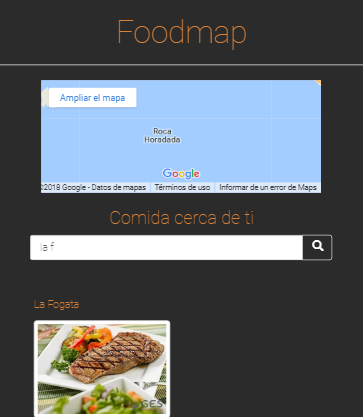 Foodmap
Ampliar el mapa
Roca
Horadada
Google
2018 Google - Datos de mapas
Términos de uso
Informar de un error de Maps
Comida cerca de ti
la f
La Fogata